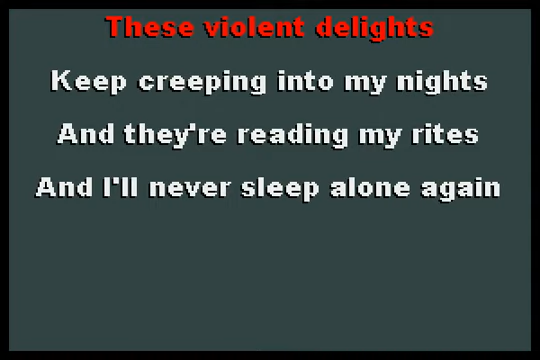 These violent delights
Keep creeping into my nights
And they're reading my rites
And I'll never sleep alone again